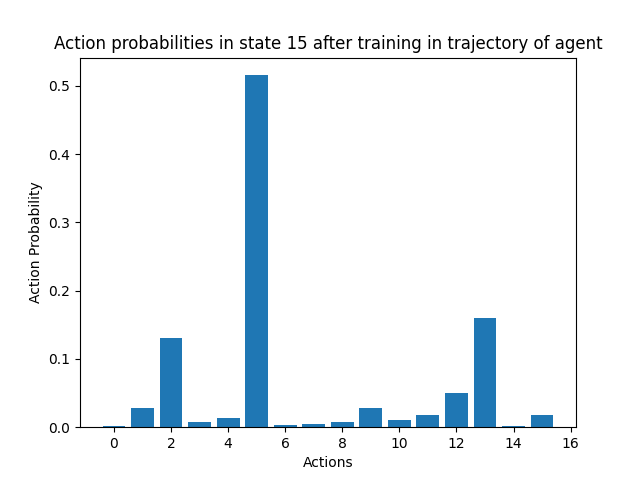 Action probabilities in state 15 after training in trajectory of agent
0.5
0.4
0.3
0.2
0.1
0.0
Action Probability
0 2 4 6 8 10 12 14 16
Actions